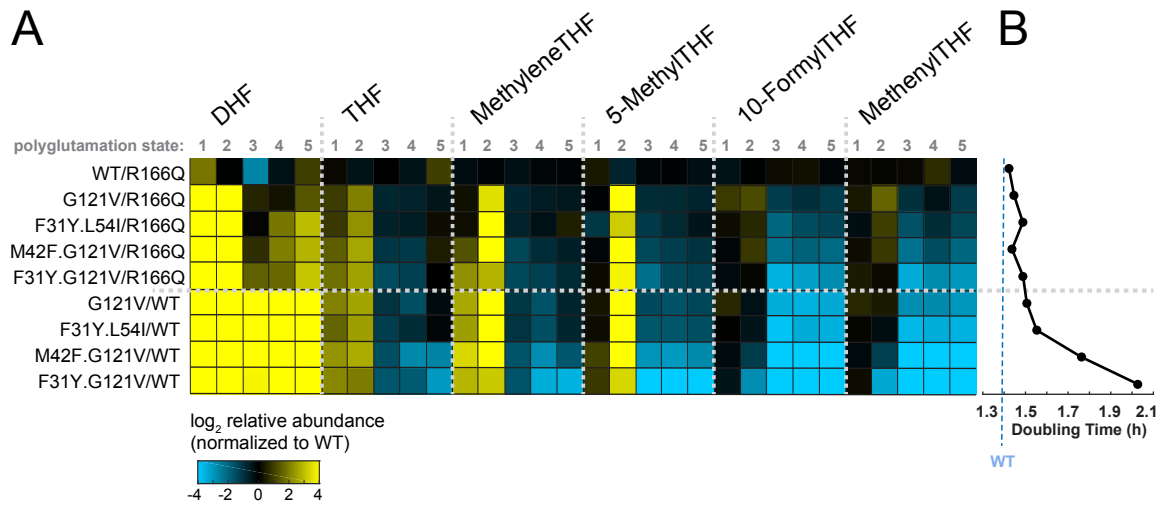 A
B
DHF
THF
MethyleneTHF
5-MethylTHF
10-FormylTHF
MethenylTHF
polyglutamation state: 1 2 3 4 5 1 2 3 4 5 1 2 3 4 5 1 2 3 4 5 1 2 3 4 5 1 2 3 4 5
WT/R166Q
G121V/R166Q
F31Y.L54I/R166Q
M42F.G121V/R166Q
F31Y.G121V/R166Q
G121V/WT
F31Y.L54I/WT
M42F.G121V/WT
F31Y.G121V/WT
log2 relative abundance
(normalized to WT)
-4 -2 0 2 4
1.3 1.5 1.7 1.9 2.1
Doubling Time (h)
WT